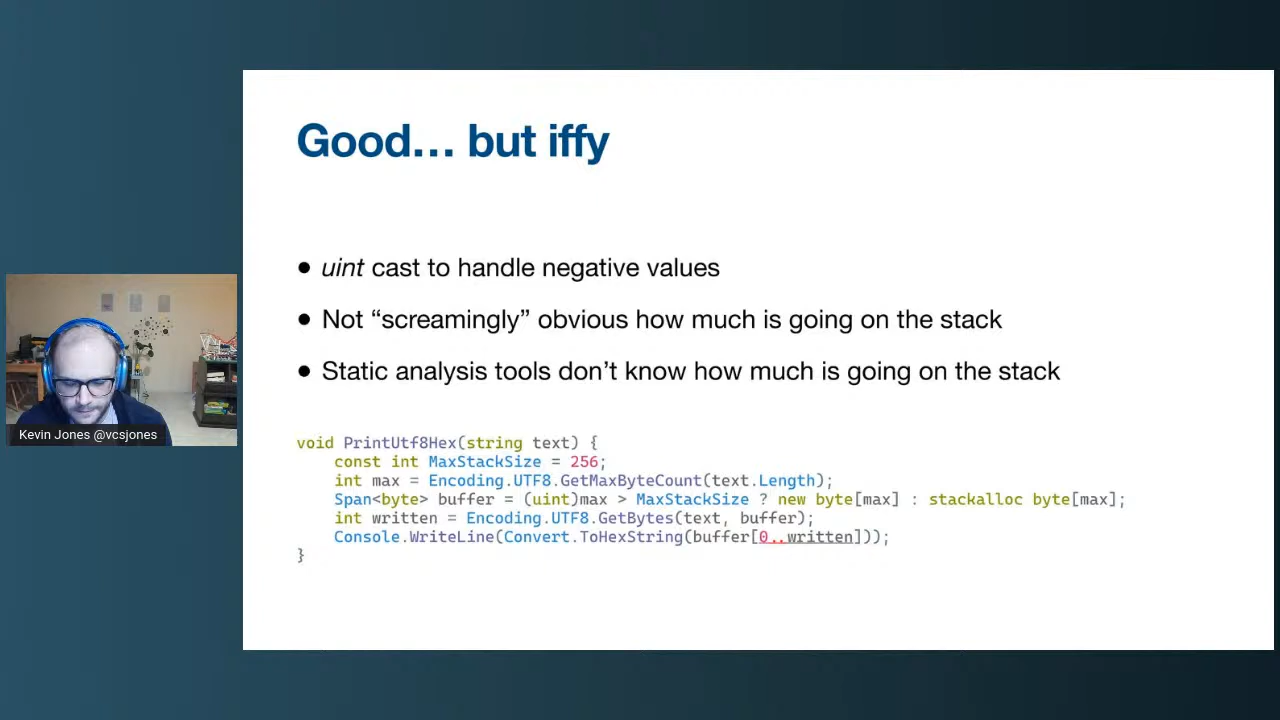 Good… but iffy
• uint cast to handle negative values
• Not “screamingly” obvious how much is going on the stack
• Static analysis tools don’t know how much is going on the stack
void PrintUtf8Hex(string text) {
    const int MaxStackSize = 256;
    int max = Encoding.UTF8.GetMaxByteCount(text.Length);
    Span<byte> buffer = (uint)max > MaxStackSize ? new byte[max] : stackalloc byte[max];
    int written = Encoding.UTF8.GetBytes(text, buffer);
    Console.WriteLine(Convert.ToHexString(buffer[0..written]));
}
Kevin Jones @vcsjones